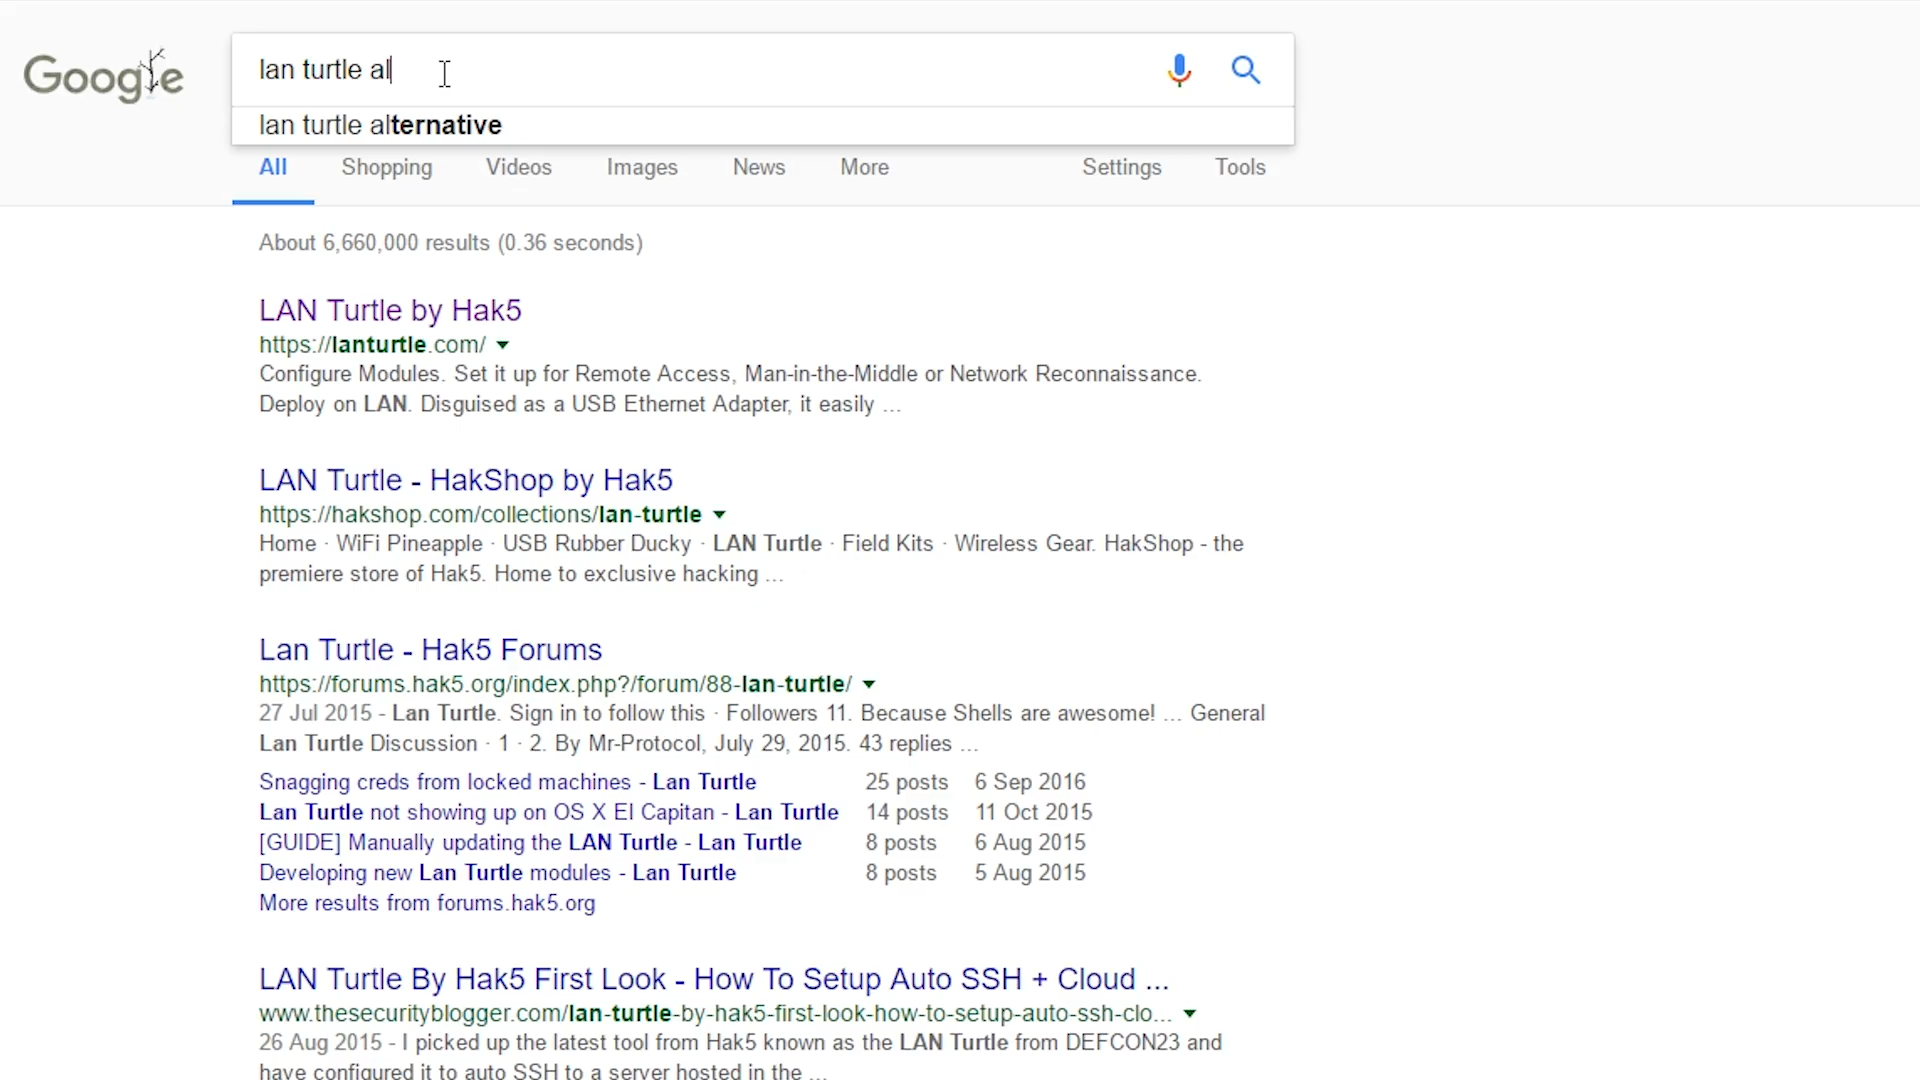 Google
lan turtle al
lan turtle alternative
All Shopping Videos Images News More Settings Tools
About 6,660,000 results (0.36 seconds)
LAN Turtle by Hak5
https://lanturtle.com/
Configure Modules. Set it up for Remote Access, Man-in-the-Middle or Network Reconnaissance.
Deploy on LAN. Disguised as a USB Ethernet Adapter, it easily ...
LAN Turtle - HakShop by Hak5
https://hakshop.com/collections/lan-turtle
Home · WiFi Pineapple · USB Rubber Ducky · LAN Turtle · Field Kits · Wireless Gear. HakShop - the
premiere store of Hak5. Home to exclusive hacking ...
Lan Turtle - Hak5 Forums
https://forums.hak5.org/index.php?/forum/88-lan-turtle/
27 Jul 2015 - Lan Turtle. Sign in to follow this · Followers 11. Because Shells are awesome! ... General
Lan Turtle Discussion · 1 · 2. By Mr-Protocol, July 29, 2015. 43 replies ...
Snagging creds from locked machines - Lan Turtle 25 posts 6 Sep 2016
Lan Turtle not showing up on OS X El Capitan - Lan Turtle 14 posts 11 Oct 2015
[GUIDE] Manually updating the LAN Turtle - Lan Turtle 8 posts 6 Aug 2015
Developing new Lan Turtle modules - Lan Turtle 8 posts 5 Aug 2015
More results from forums.hak5.org
LAN Turtle By Hak5 First Look - How To Setup Auto SSH + Cloud ...
www.thesecurityblogger.com/lan-turtle-by-hak5-first-look-how-to-setup-auto-ssh-clo...
26 Aug 2015 - I picked up the latest tool from Hak5 known as the LAN Turtle from DEFCON23 and
have configured it to auto SSH to a server hosted in the ...